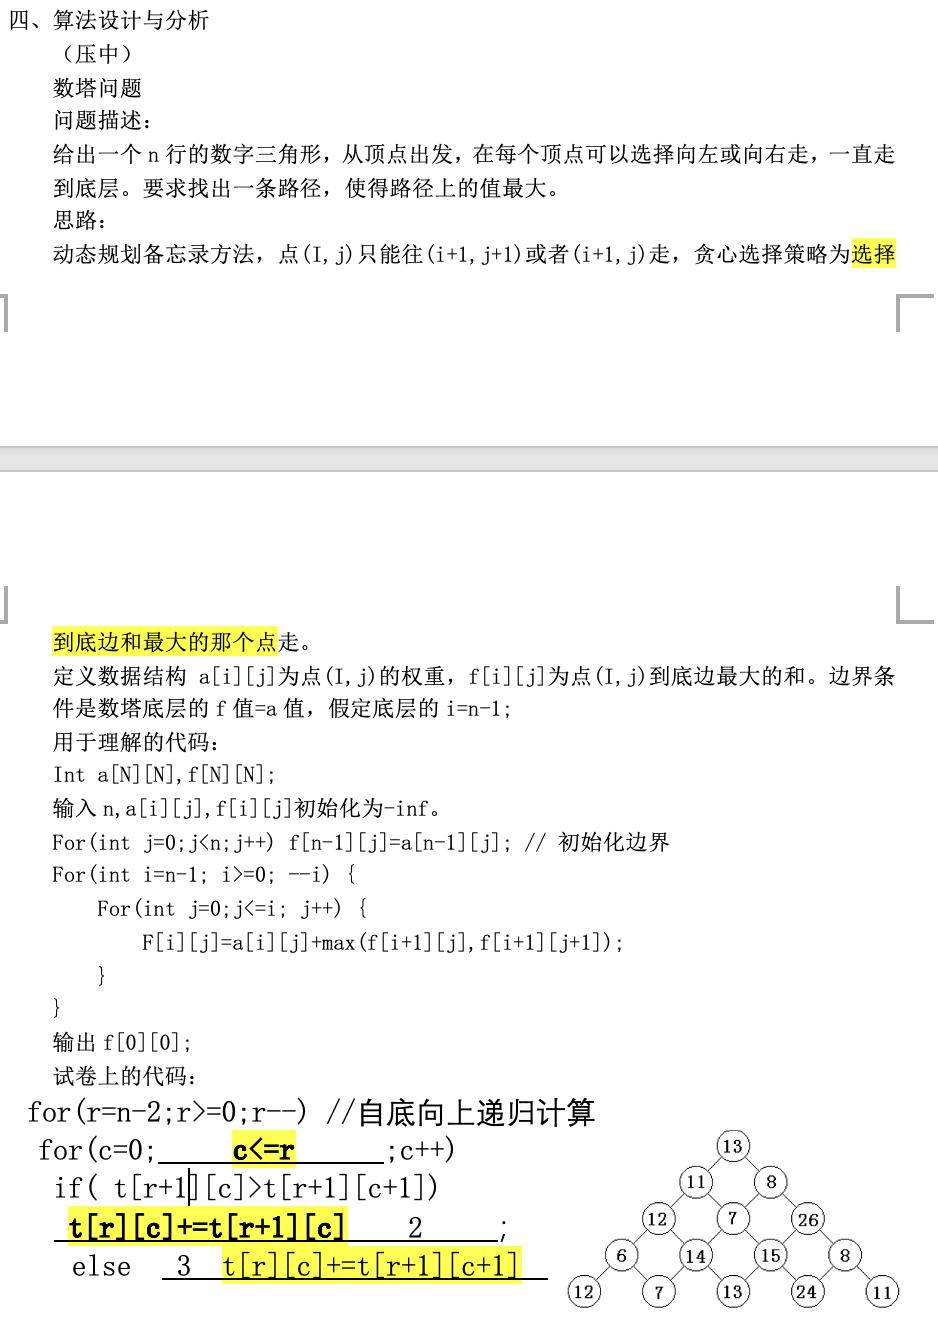 四、算法设计与分析
（压中）
数塔问题
问题描述：
给出一个 n 行的数字三角形，从顶点出发，在每个顶点可以选择向左或向右走，一直走
到底层。要求找出一条路径，使得路径上的值最大。
思路：
动态规划备忘录方法，点(I,j)只能往(i+1,j+1)或者(i+1,j)走，贪心选择策略为选择
到底边和最大的那个点走。
定义数据结构 a[i][j]为点(I,j)的权重，f[i][j]为点(I,j)到底边最大的和。边界条
件是数塔底层的 f 值=a 值，假定底层的 i=n-1;
用于理解的代码：
Int a[N][N],f[N][N];
输入 n,a[i][j],f[i][j]初始化为-inf。
For(int j=0;j<n;j++) f[n-1][j]=a[n-1][j]; // 初始化边界
For(int i=n-1; i>=0; --i) {
For(int j=0;j<=i; j++) {
F[i][j]=a[i][j]+max(f[i+1][j],f[i+1][j+1]);
}
}
输出 f[0][0];
试卷上的代码：
for(r=n-2;r>=0;r--) //自底向上递归计算
for(c=0; c<=r ;c++)
if( t[r+1][c]>t[r+1][c+1])
t[r][c]+=t[r+1][c] 2 ;
else 3 t[r][c]+=t[r+1][c+1]
13
11 8
12 7 26
6 14 15 8
12 7 13 24 11